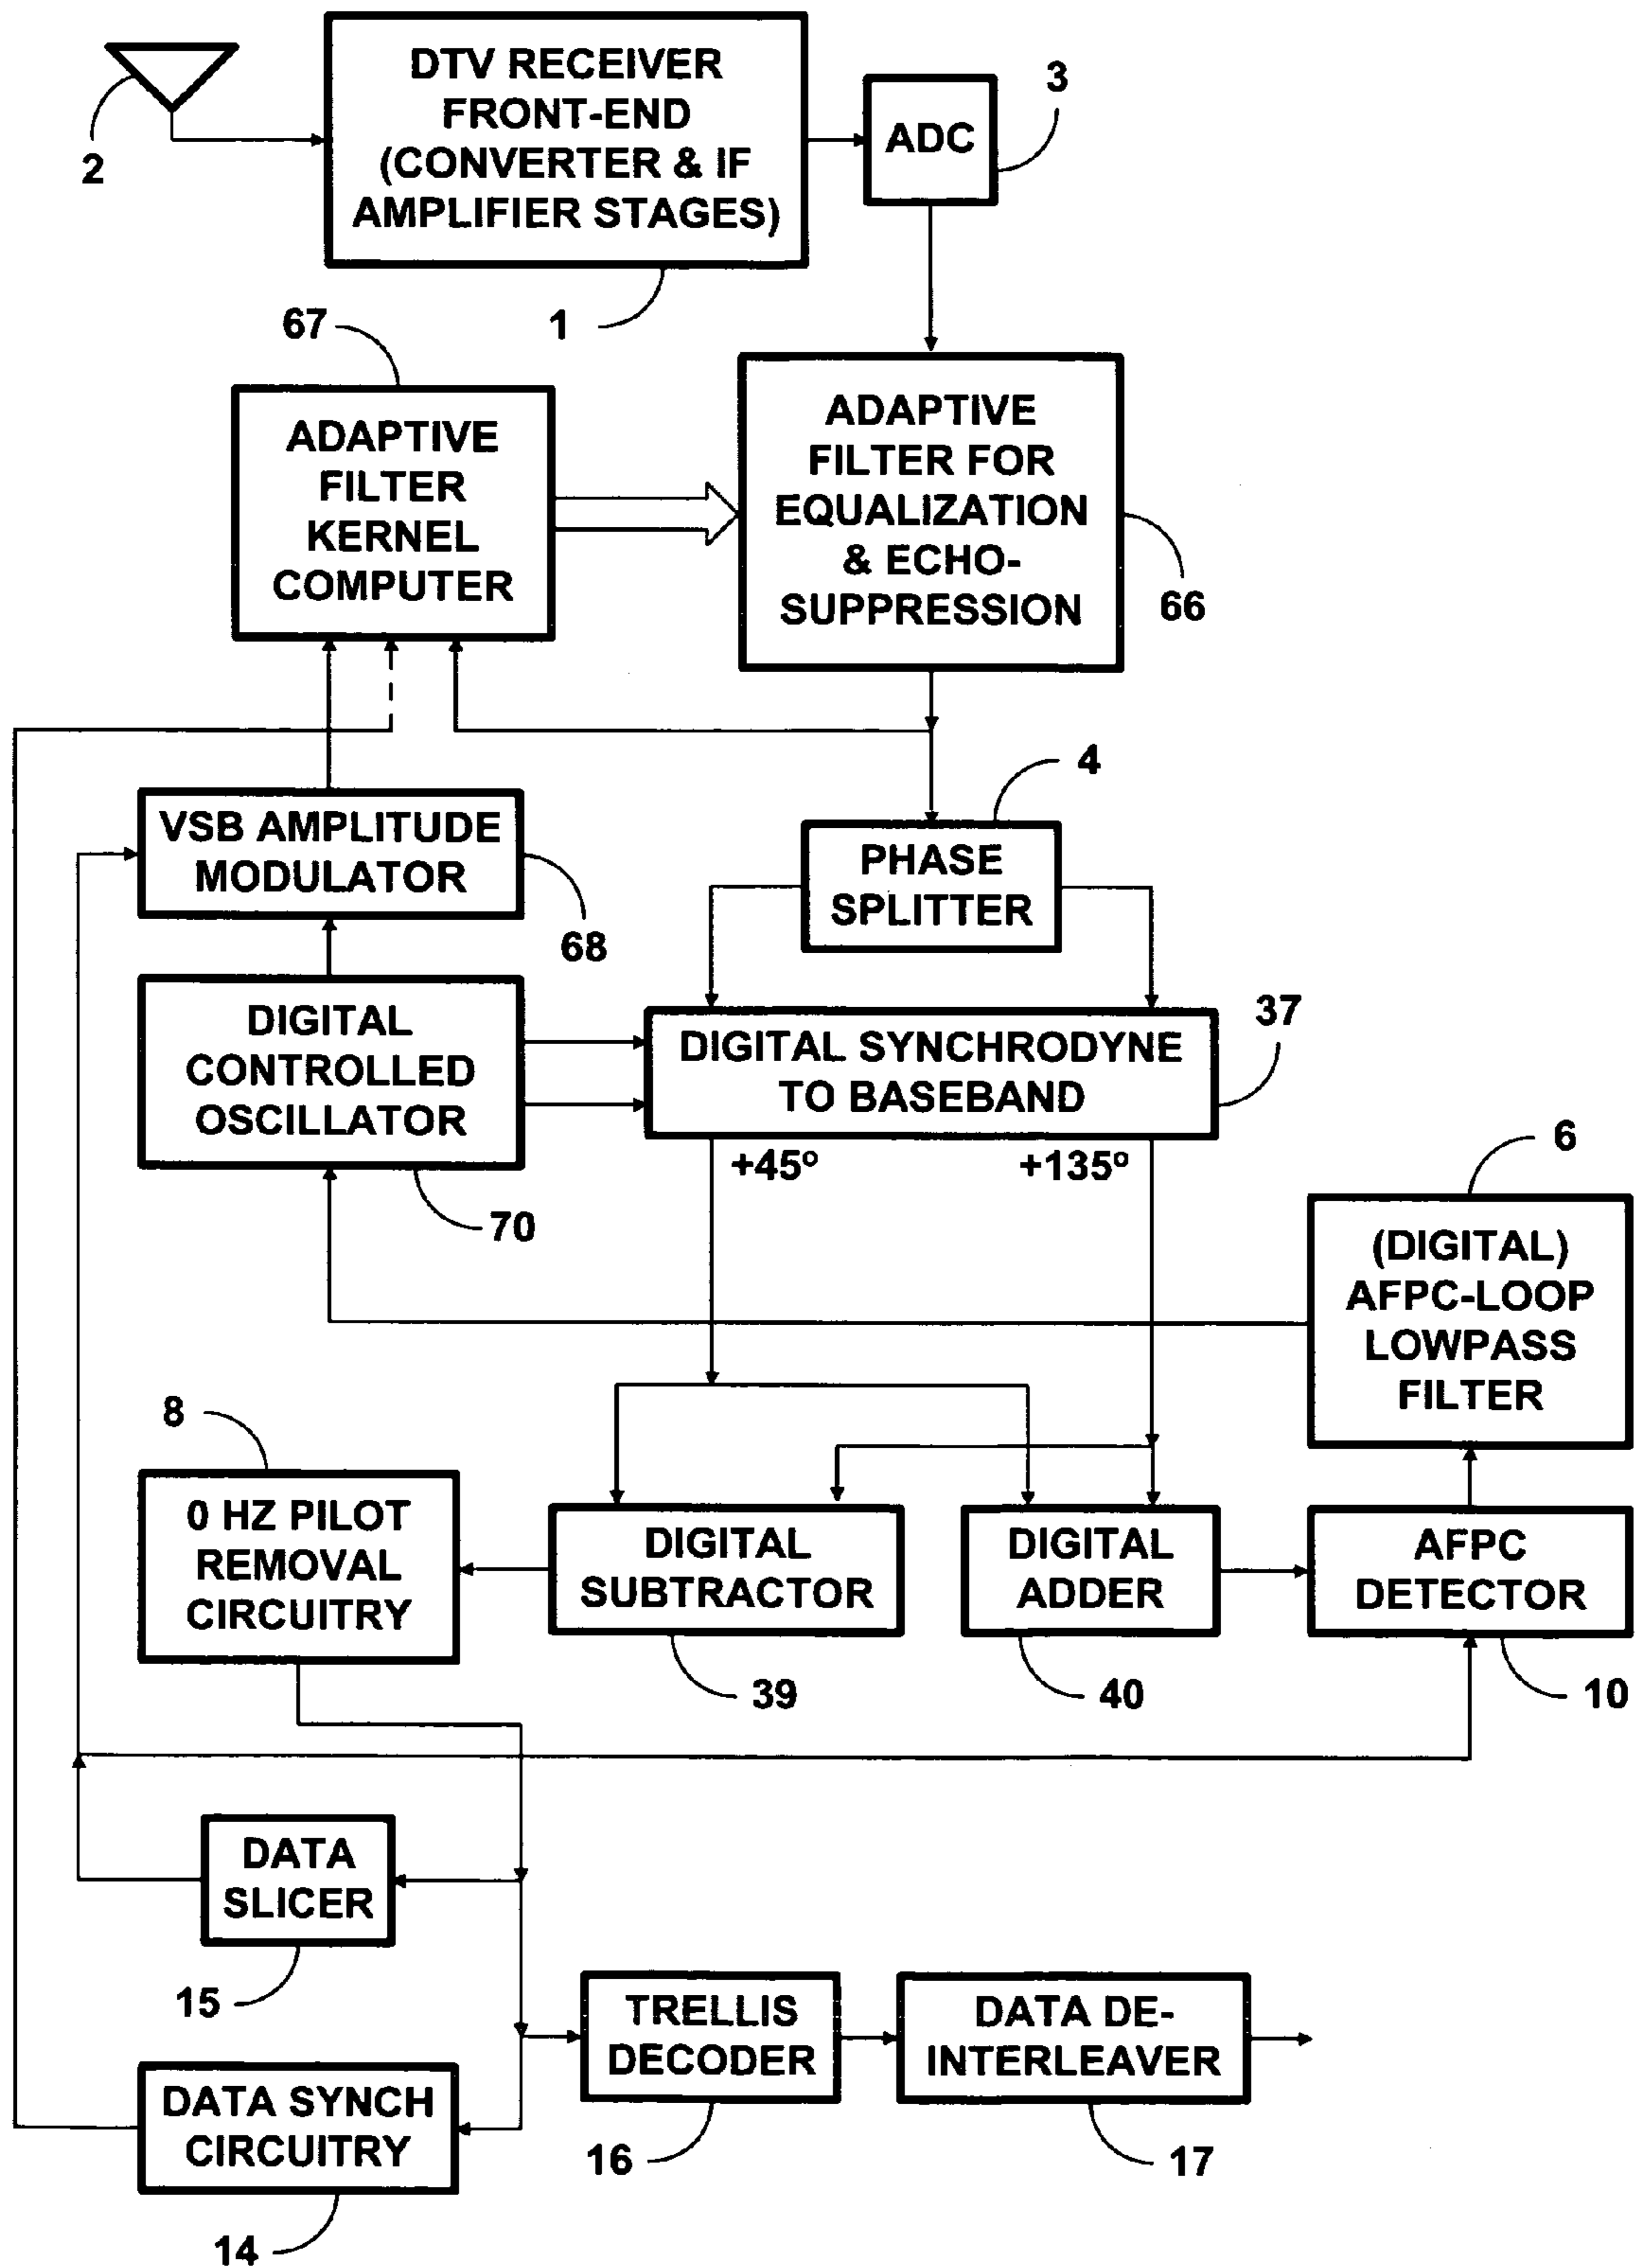 DTV RECEIVER
FRONT-END
(CONVERTER & IF
AMPLIFIER STAGES)
ADC
3
2
1
67
ADAPTIVE
FILTER
KERNEL
COMPUTER
ADAPTIVE
FILTER FOR
EQUALIZATION
& ECHO-
SUPPRESSION
66
4
VSB AMPLITUDE
MODULATOR
68
PHASE
SPLITTER
37
DIGITAL
CONTROLLED
OSCILLATOR
70
DIGITAL SYNCHRODYNE
TO BASEBAND
+45º
+135º
6
(DIGITAL)
AFPC-LOOP
LOWPASS
FILTER
8
0 HZ PILOT
REMOVAL
CIRCUITRY
DIGITAL
SUBTRACTOR
39
DIGITAL
ADDER
40
AFPC
DETECTOR
10
DATA
SLICER
15
TRELLIS
DECODER
16
DATA DE-
INTERLEAVER
17
DATA SYNCH
CIRCUITRY
14